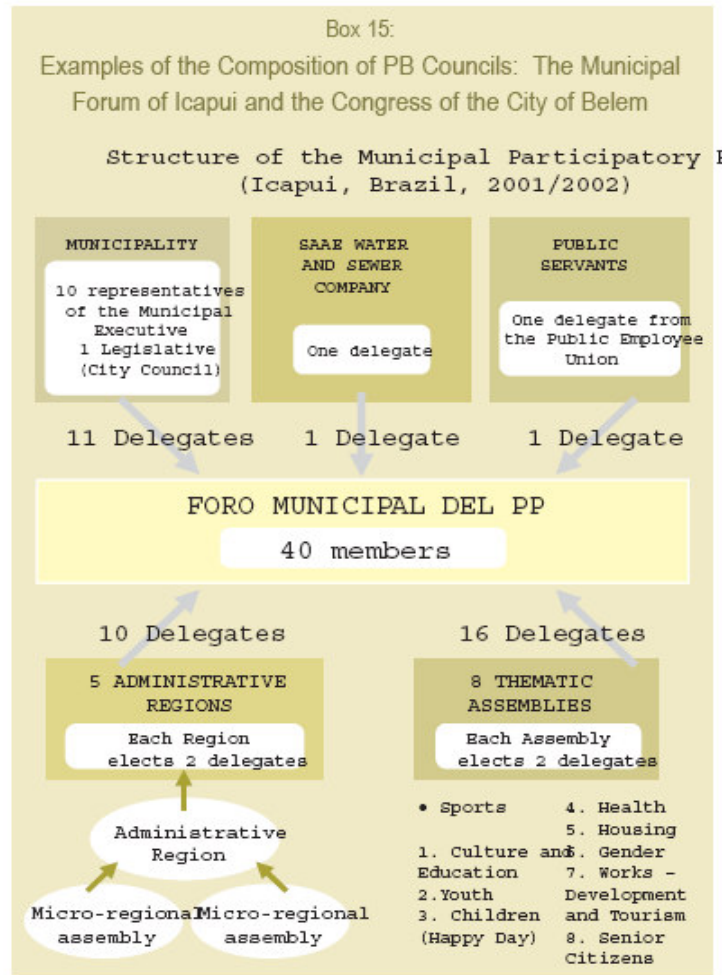 Box 15:
Examples of the Composition of PB Councils: The Municipal
Forum of Icapui and the Congress of the City of Belem
Structure of the Municipal Participatory P
(Icapui, Brazil, 2001/2002)
MUNICIPALITY
10 representatives
of the Municipal
Executive
1 Legislative
(City Council)
SAAE WATER
AND SEWER
COMPANY
One delegate
PUBLIC
SERVANTS
One delegate from
the Public Employee
Union
11 Delegates
1 Delegate
1 Delegate
FORO MUNICIPAL DEL PP
40 members
10 Delegates
16 Delegates
5 ADMINISTRATIVE
REGIONS
Each Region
elects 2 delegates
Administrative
Region
Micro-regional
assembly
Micro-regional
assembly
8 THEMATIC
ASSEMBLIES
Each Assembly
elects 2 delegates
• Sports
1. Culture and
Education
2.Youth
3. Children
(Happy Day)
4. Health
5. Housing
6. Gender
7. Works –
Development
and Tourism
8. Senior
Citizens